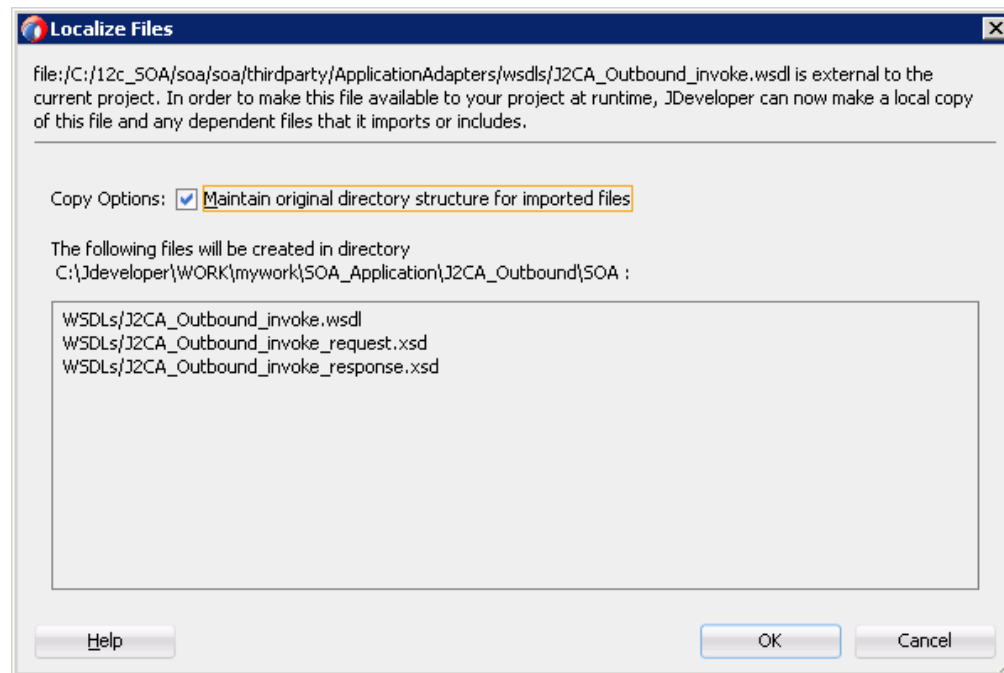 Localize Files
file:/C:/12c_SOA/soa/soa/thirdparty/ApplicationAdapters/wsdls/J2CA_Outbound_invoke.wsdl is external to the
current project. In order to make this file available to your project at runtime, JDeveloper can now make a local copy
of this file and any dependent files that it imports or includes.
Copy Options: Maintain original directory structure for imported files
The following files will be created in directory
C:\Jdeveloper\WORK\mywork\SOA_Application\J2CA_Outbound\SOA :
WSDLs/J2CA_Outbound_invoke.wsdl
WSDLs/J2CA_Outbound_invoke_request.xsd
WSDLs/J2CA_Outbound_invoke_response.xsd
Help OK Cancel